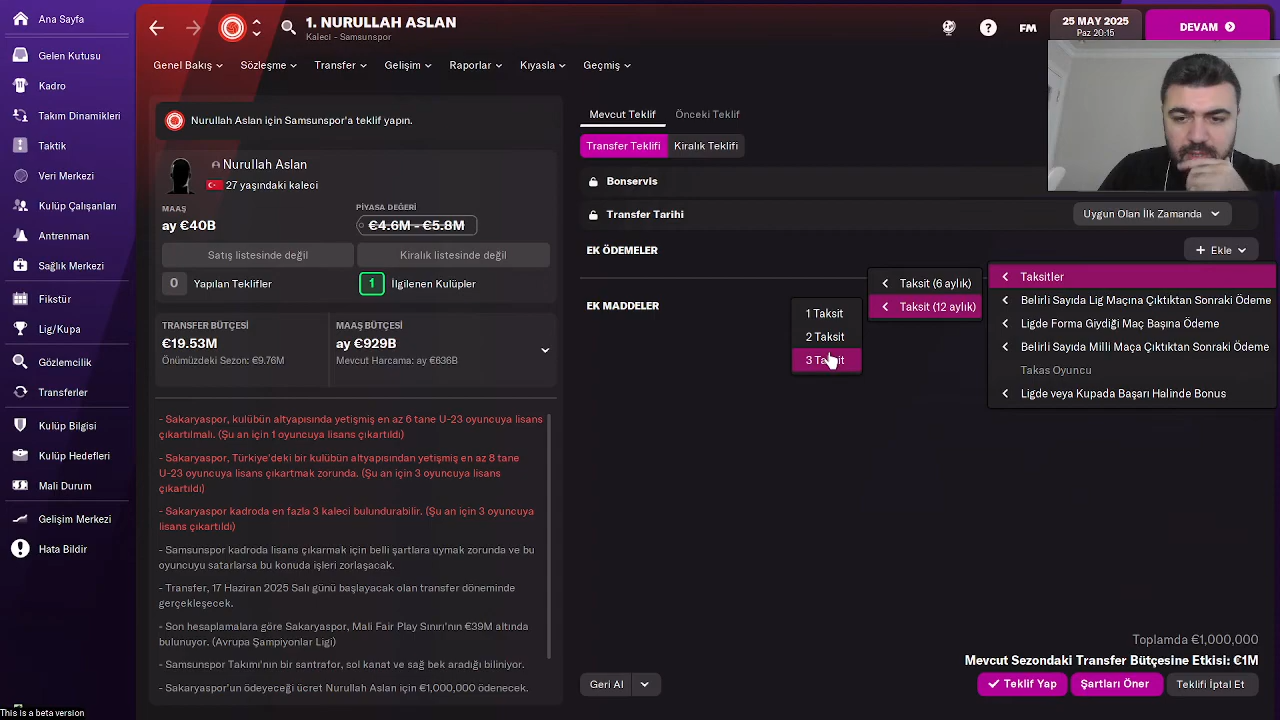 Ana Sayfa
Gelen Kutusu
Kadro
Takım Dinamikleri
Taktik
Veri Merkezi
Kulüp Çalışanları
Antrenman
Sağlık Merkezi
Fikstür
Lig/Kupa
Gözlemcilik
Transferler
Kulüp Bilgisi
Kulüp Hedefleri
Mali Durum
Gelişim Merkezi
Hata Bildir
This is a beta version
1. NURULLAH ASLAN
Kaleci - Samsunspor
FM
25 MAY 2025
Paz 20:15
DEVAM
Genel Bakış
Sözleşme
Transfer
Gelişim
Raporlar
Kıyasla
Geçmiş
Nurullah Aslan için Samsunspor'a teklif yapın.
Nurullah Aslan
27 yaşındaki kaleci
MAAŞ
ay €40B
PİYASA DEĞERİ
€4.6M - €5.8M
Satış listesinde değil
Kiralık listesinde değil
0 Yapılan Teklifler
1 İlgilenen Kulüpler
TRANSFER BÜTÇESİ
€19.53M
Önümüzdeki Sezon: €9.76M
MAAŞ BÜTÇESİ
ay €929B
Mevcut Harcama: ay €636B
- Sakaryaspor, kulübün altyapısında yetişmiş en az 6 tane U-23 oyuncuya lisans
çıkartılmalı. (Şu an için 1 oyuncuya lisans çıkartıldı)
- Sakaryaspor, Türkiye'deki bir kulübün altyapısından yetişmiş en az 8 tane
U-23 oyuncuya lisans çıkartmak zorunda. (Şu an için 3 oyuncuya lisans
çıkartıldı)
- Sakaryaspor kadroda en fazla 3 kaleci bulundurabilir. (Şu an için 3 oyuncuya
lisans çıkartıldı)
- Samsunspor kadroda lisans çıkarmak için belli şartlara uymak zorunda ve bu
oyuncuyu satarlarsa bu konuda işleri zorlaşacak.
- Transfer, 17 Haziran 2025 Salı günü başlayacak olan transfer döneminde
gerçekleşecek.
- Son hesaplamalara göre Sakaryaspor, Mali Fair Play Sınırı'nın €39M altında
bulunuyor. (Avrupa Şampiyonlar Ligi)
- Samsunspor Takımı'nın bir santrafor, sol kanat ve sağ bek aradığı biliniyor.
- Sakaryaspor'un ödeyeceği ücret Nurullah Aslan için €1,000,000 ödenecek.
Mevcut Teklif
Önceki Teklif
Transfer Teklifi
Kiralık Teklifi
Bonservis
Transfer Tarihi
Uygun Olan İlk Zamanda
EK ÖDEMELER
+ Ekle
EK MADDELER
Taksitler
Belirli Sayıda Lig Maçına Çıktıktan Sonraki Ödeme
Ligde Forma Giydiği Maç Başına Ödeme
Belirli Sayıda Milli Maça Çıktıktan Sonraki Ödeme
Takas Oyuncu
Ligde veya Kupada Başarı Halinde Bonus
Taksit (6 aylık)
Taksit (12 aylık)
1 Taksit
2 Taksit
3 Taksit
Toplamda €1,000,000
Mevcut Sezondaki Transfer Bütçesine Etkisi: €1M
Geri Al
Teklif Yap
Şartları Öner
Teklifi İptal Et